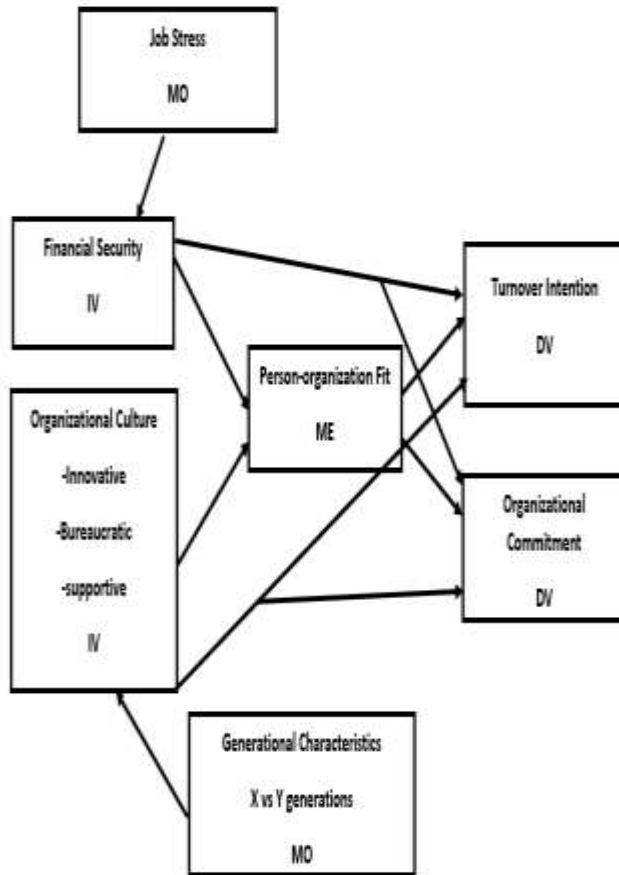 Job Stress
MO
Financial Security
IV
Turnover Intention
DV
Person-organization Fit
ME
Organizational Culture
-Innovative
-Bureaucratic
-supportive
IV
Organizational
Commitment
DV
Generational Characteristics
X vs Y generations
MO